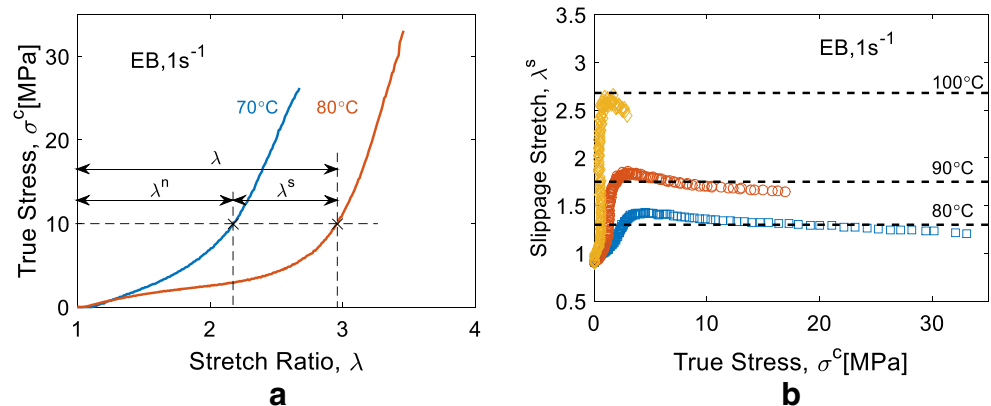 EB,1s⁻¹
70°C
80°C
λ
λⁿ
λˢ
30
20
10
0
1
2
3
4
True Stress, σᶜ[MPa]
Stretch Ratio, λ
a
EB,1s⁻¹
100°C
90°C
80°C
3.5
3
2.5
2
1.5
1
0.5
0
10
20
30
Slippage Stretch, λˢ
True Stress, σᶜ[MPa]
b